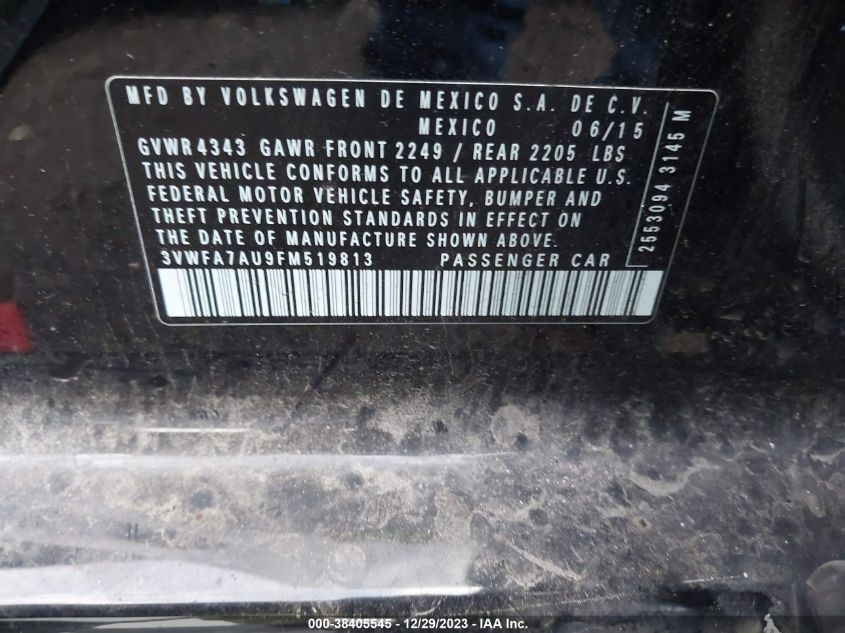 MFD BY VOLKSWAGEN DE MEXICO S.A. DE C.V.
MEXICO 06/15
GVWR 4343 GAWR FRONT 2249 / REAR 2205 LBS
THIS VEHICLE CONFORMS TO ALL APPLICABLE U.S.
FEDERAL MOTOR VEHICLE SAFETY, BUMPER AND
THEFT PREVENTION STANDARDS IN EFFECT ON
THE DATE OF MANUFACTURE SHOWN ABOVE.
3VWFA7AU9FM519813 PASSENGER CAR
2553094 3145 M
000-38405545 - 12/29/2023 - IAA Inc.